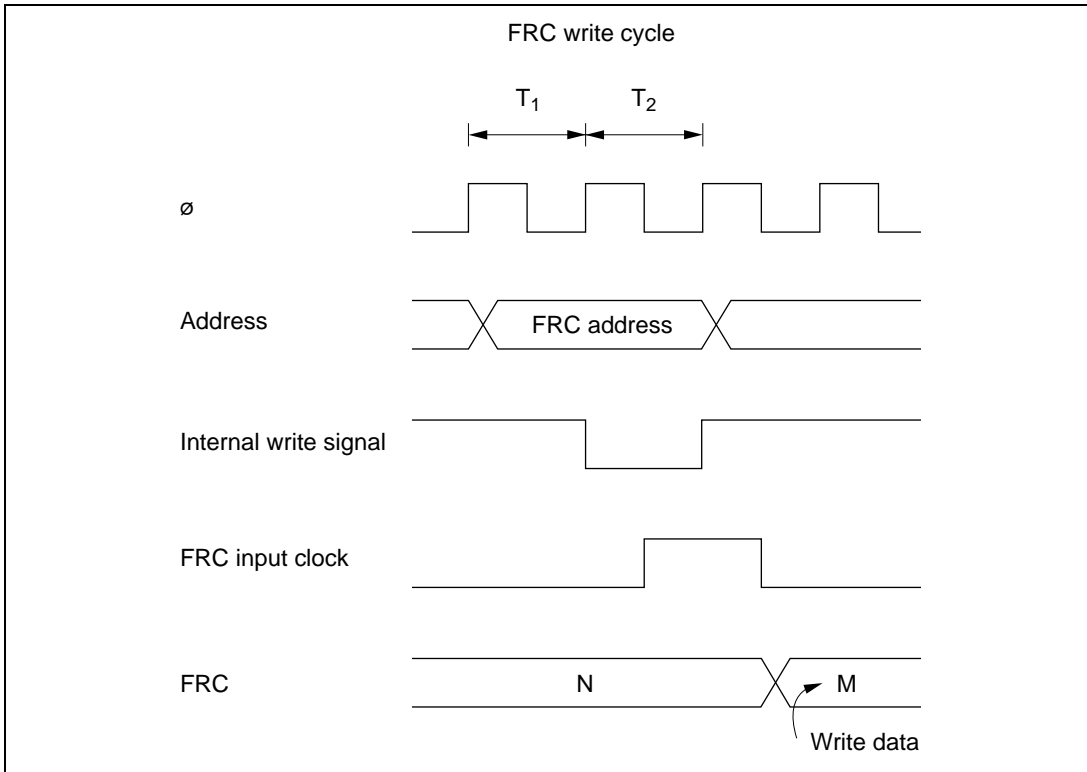 FRC write cycle
T1 T2
ø
Address
FRC address
Internal write signal
FRC input clock
FRC
N
M
Write data